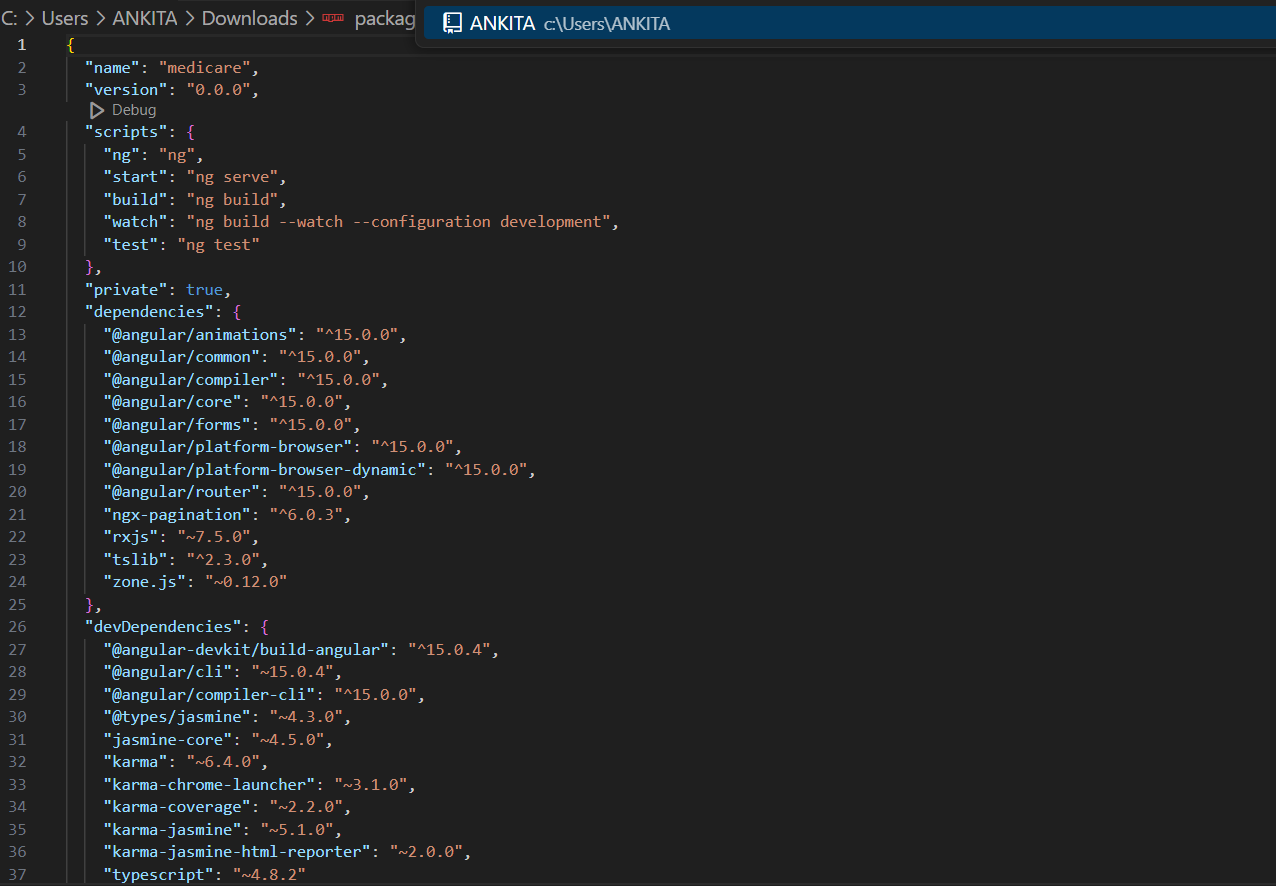 C: > Users > ANKITA > Downloads > npm packag
ANKITA c:\Users\ANKITA
1 {
2 "name": "medicare",
3 "version": "0.0.0",
Debug
4 "scripts": {
5 "ng": "ng",
6 "start": "ng serve",
7 "build": "ng build",
8 "watch": "ng build --watch --configuration development",
9 "test": "ng test"
10 },
11 "private": true,
12 "dependencies": {
13 "@angular/animations": "^15.0.0",
14 "@angular/common": "^15.0.0",
15 "@angular/compiler": "^15.0.0",
16 "@angular/core": "^15.0.0",
17 "@angular/forms": "^15.0.0",
18 "@angular/platform-browser": "^15.0.0",
19 "@angular/platform-browser-dynamic": "^15.0.0",
20 "@angular/router": "^15.0.0",
21 "ngx-pagination": "^6.0.3",
22 "rxjs": "~7.5.0",
23 "tslib": "^2.3.0",
24 "zone.js": "~0.12.0"
25 },
26 "devDependencies": {
27 "@angular-devkit/build-angular": "^15.0.4",
28 "@angular/cli": "~15.0.4",
29 "@angular/compiler-cli": "^15.0.0",
30 "@types/jasmine": "~4.3.0",
31 "jasmine-core": "~4.5.0",
32 "karma": "~6.4.0",
33 "karma-chrome-launcher": "~3.1.0",
34 "karma-coverage": "~2.2.0",
35 "karma-jasmine": "~5.1.0",
36 "karma-jasmine-html-reporter": "~2.0.0",
37 "typescript": "~4.8.2"